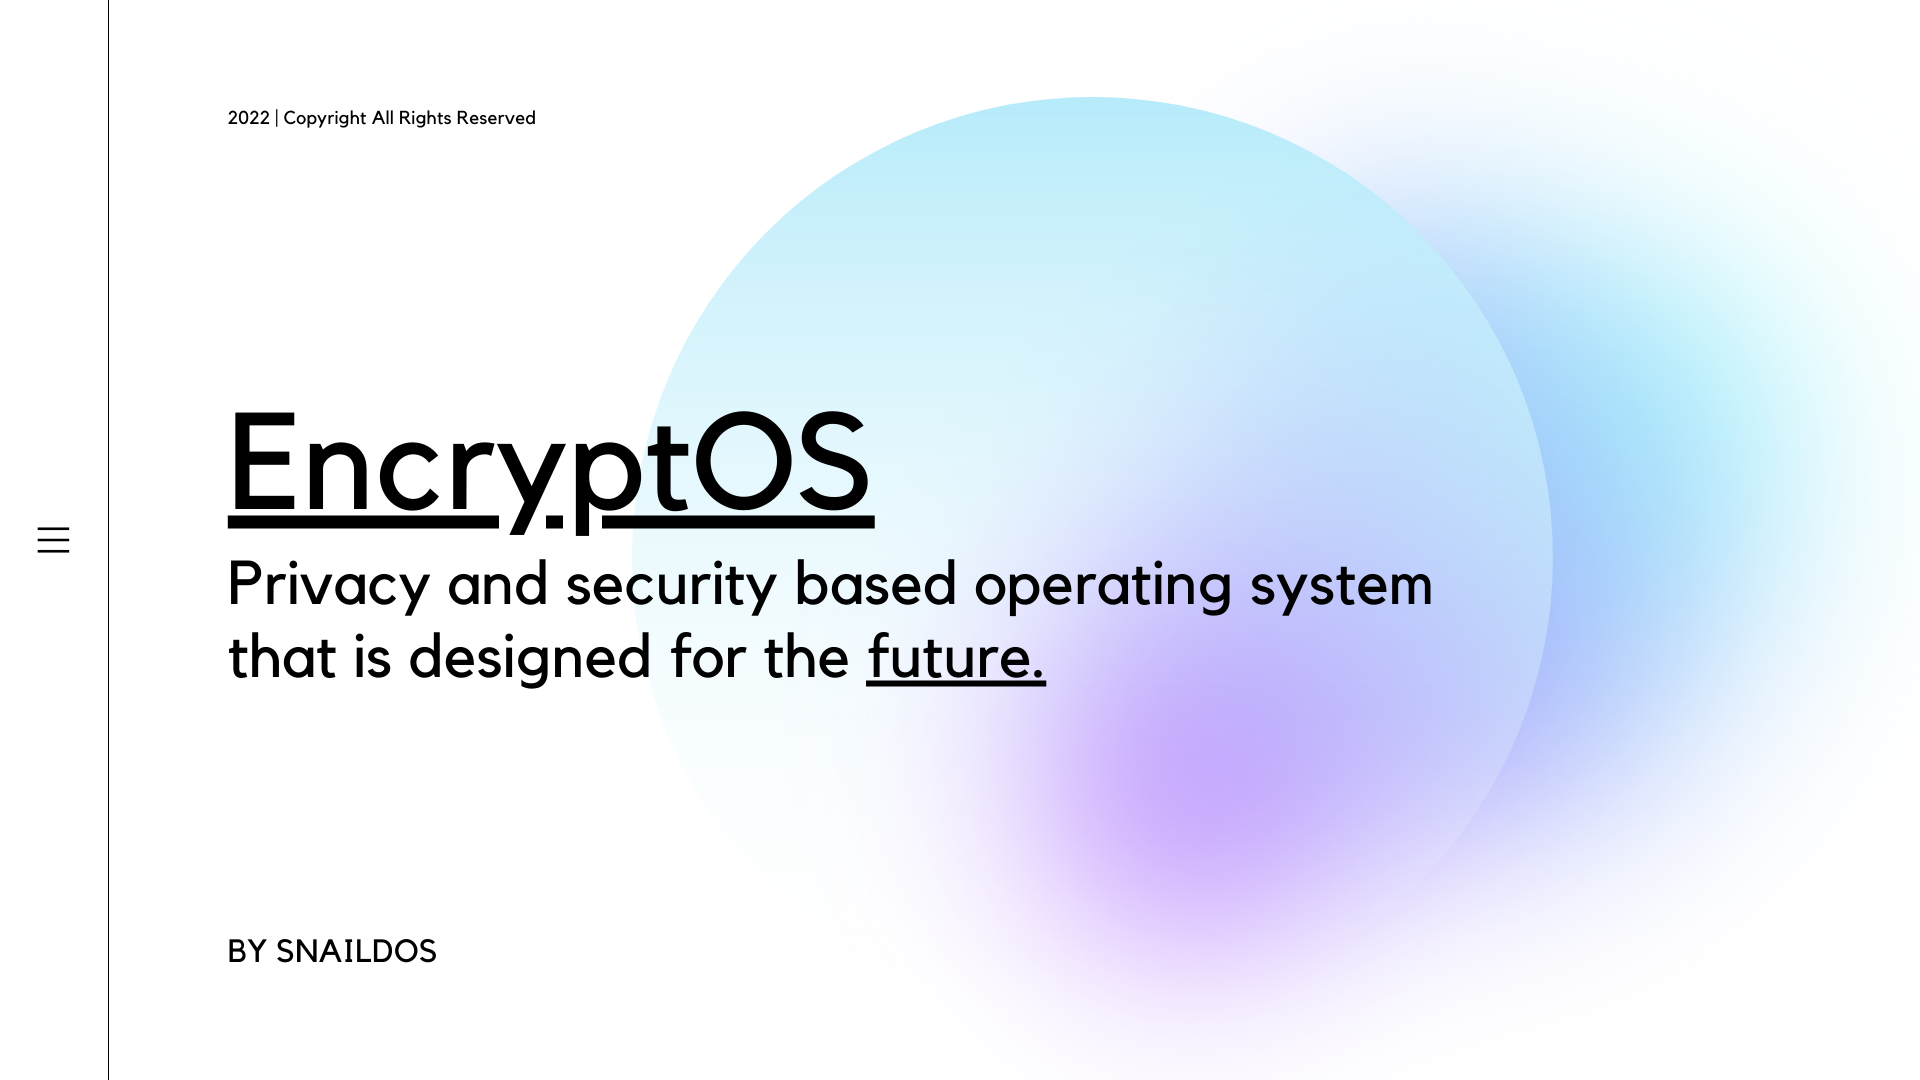 2022 | Copyright All Rights Reserved
EncryptOS
Privacy and security based operating system
that is designed for the future.
BY SNAILDOS